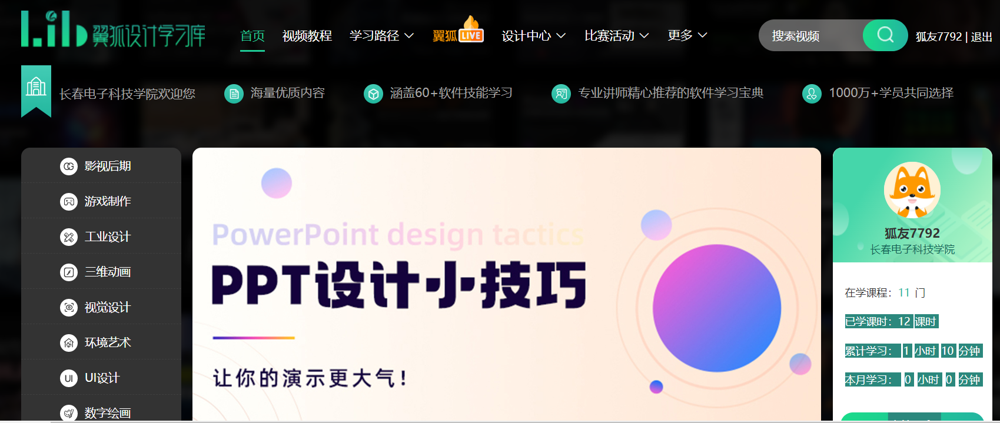 Lib 翼狐设计学习库
首页 视频教程 学习路径 翼狐 LIVE 设计中心 比赛活动 更多
搜索视频
狐友7792 | 退出
长春电子科技学院欢迎您 海量优质内容 涵盖60+软件技能学习 专业讲师精心推荐的软件学习宝典 1000万+学员共同选择
影视后期
游戏制作
工业设计
三维动画
视觉设计
环境艺术
UI UI设计
数字绘画
PowerPoint design tactics
PPT设计小技巧
让你的演示更大气！
狐友7792
长春电子科技学院
在学课程：11 门
已学课时：12 课时
累计学习： 1 小时 10 分钟
本月学习： 0 小时 0 分钟